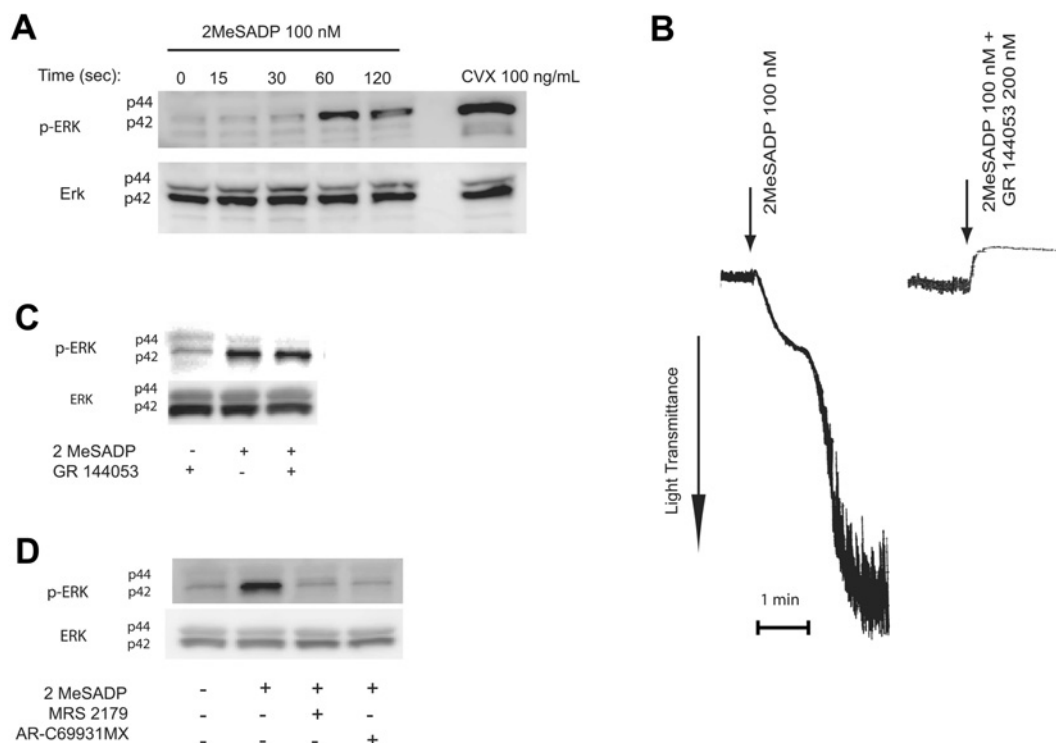 A
2MeSADP 100 nM
Time (sec): 0 15 30 60 120 CVX 100 ng/mL
p-ERK p44 p42
Erk p44 p42
B
2MeSADP 100 nM
2MeSADP 100 nM +
GR 144053 200 nM
Light Transmittance
1 min
C
p-ERK p44 p42
ERK p44 p42
2 MeSADP - + +
GR 144053 + - +
D
p-ERK p44 p42
ERK p44 p42
2 MeSADP - + + +
MRS 2179 - - + -
AR-C69931MX - - - +